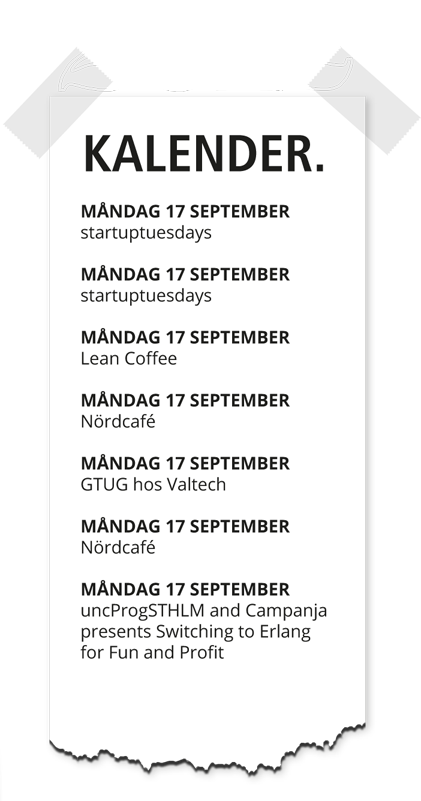 KALENDER.
MÅNDAG 17 SEPTEMBER
startuptuesdays
MÅNDAG 17 SEPTEMBER
startuptuesdays
MÅNDAG 17 SEPTEMBER
Lean Coffee
MÅNDAG 17 SEPTEMBER
Nördcafé
MÅNDAG 17 SEPTEMBER
GTUG hos Valtech
MÅNDAG 17 SEPTEMBER
Nördcafé
MÅNDAG 17 SEPTEMBER
uncProgSTHLM and Campanja
presents Switching to Erlang
for Fun and Profit